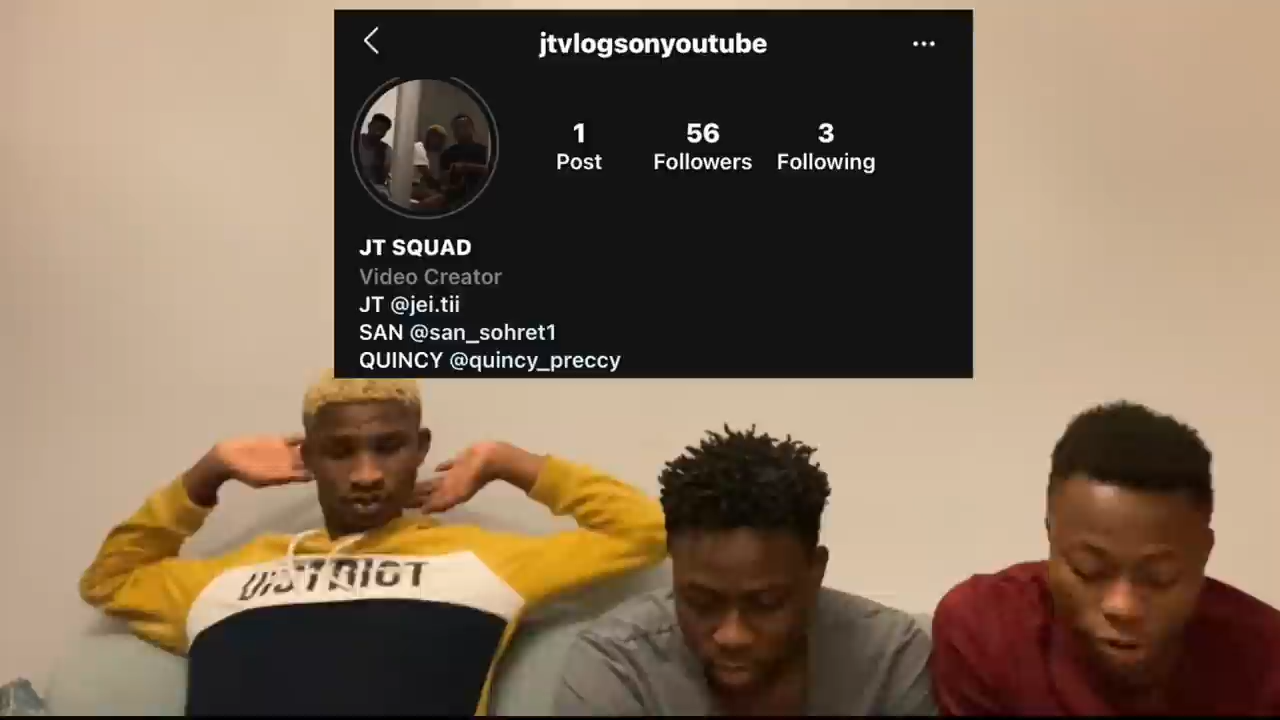 jtvlogsonyoutube
1 56 3
Post Followers Following
JT SQUAD
Video Creator
JT @jei.tii
SAN @san_sohret1
QUINCY @quincy_preccy
DISTRICT